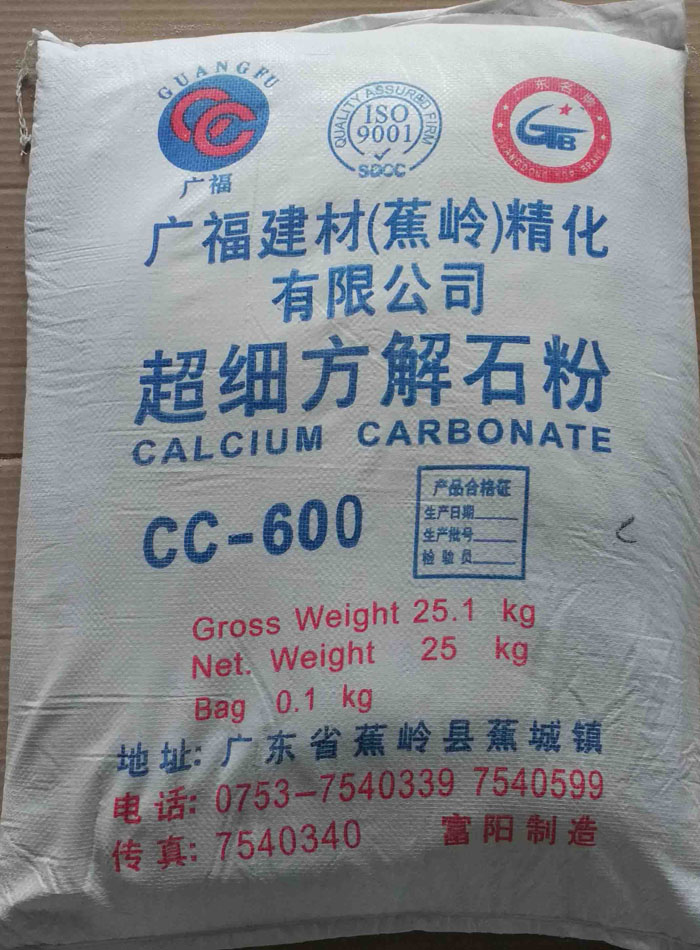 GUANGFU
广福
QUALITY ASSURED FIRM
ISO
9001
SDOC
GTB
广福建材(蕉岭)精化
有限公司
超细方解石粉
CALCIUM CARBONATE
CC-600
产品合格证
生产日期
生产批号
检验员
Gross Weight 25.1 kg
Net. Weight 25 kg
Bag 0.1 kg
地址: 广东省蕉岭县蕉城镇
电话: 0753-7540339 7540599
传真: 7540340 富阳制造